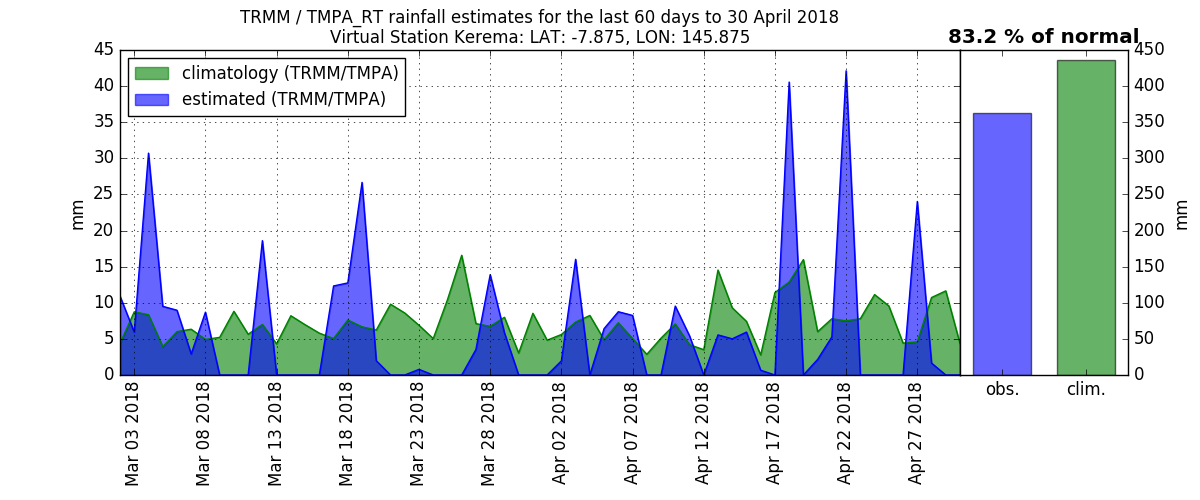 TRMM / TMPA_RT rainfall estimates for the last 60 days to 30 April 2018
Virtual Station Kerema: LAT: -7.875, LON: 145.875
83.2 % of normal
climatology (TRMM/TMPA)
estimated (TRMM/TMPA)
45
40
35
30
25
20
15
10
5
0
mm
450
400
350
300
250
200
150
100
50
0
mm
Mar 03 2018
Mar 08 2018
Mar 13 2018
Mar 18 2018
Mar 23 2018
Mar 28 2018
Apr 02 2018
Apr 07 2018
Apr 12 2018
Apr 17 2018
Apr 22 2018
Apr 27 2018
obs.
clim.